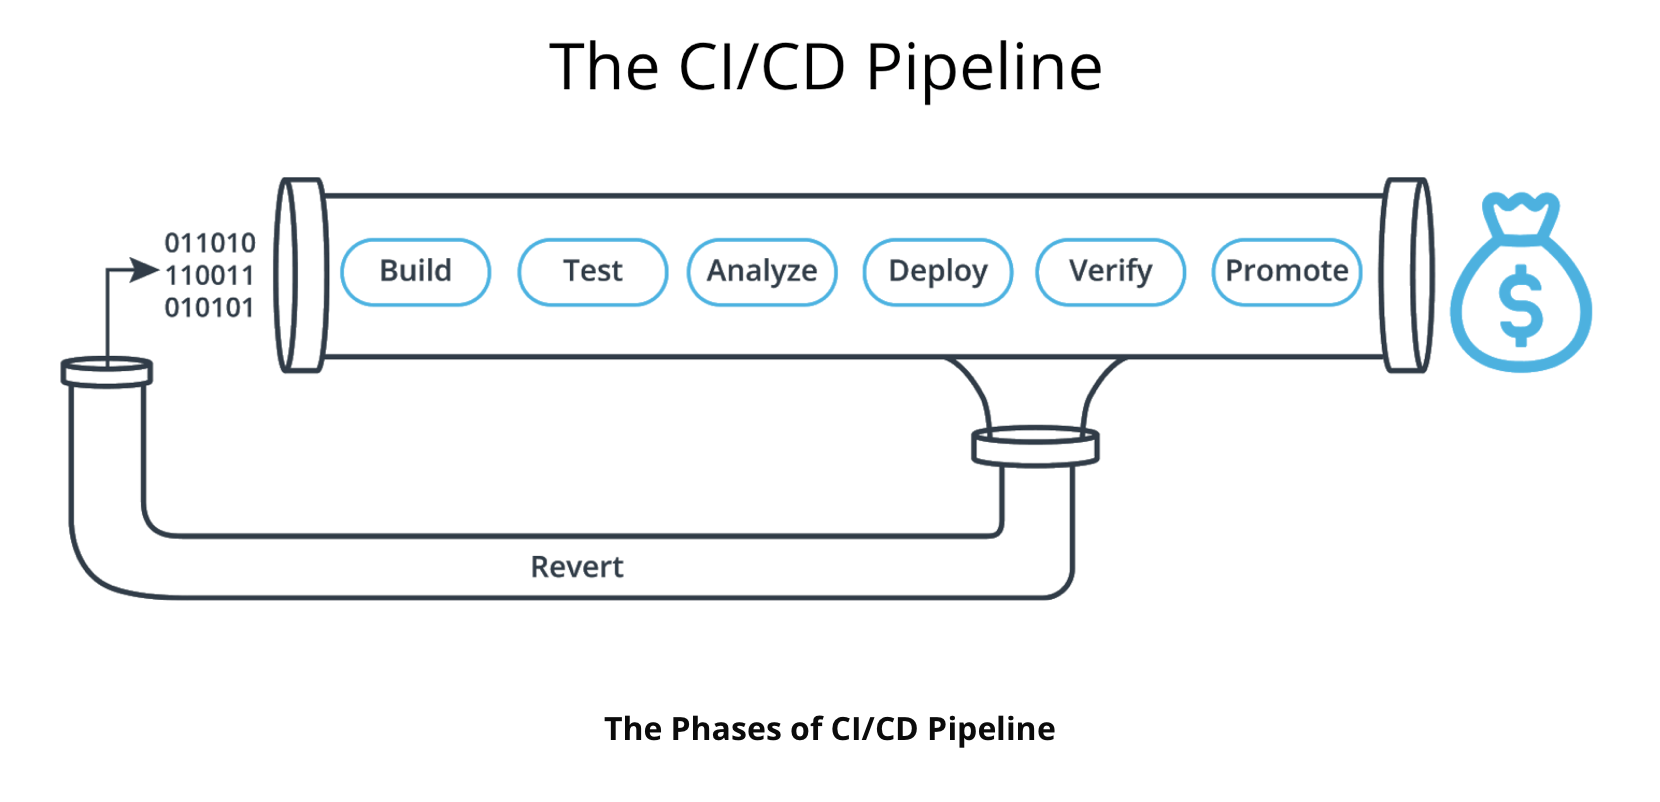 The CI/CD Pipeline
011010
110011
010101
Build
Test
Analyze
Deploy
Verify
Promote
$
Revert
The Phases of CI/CD Pipeline